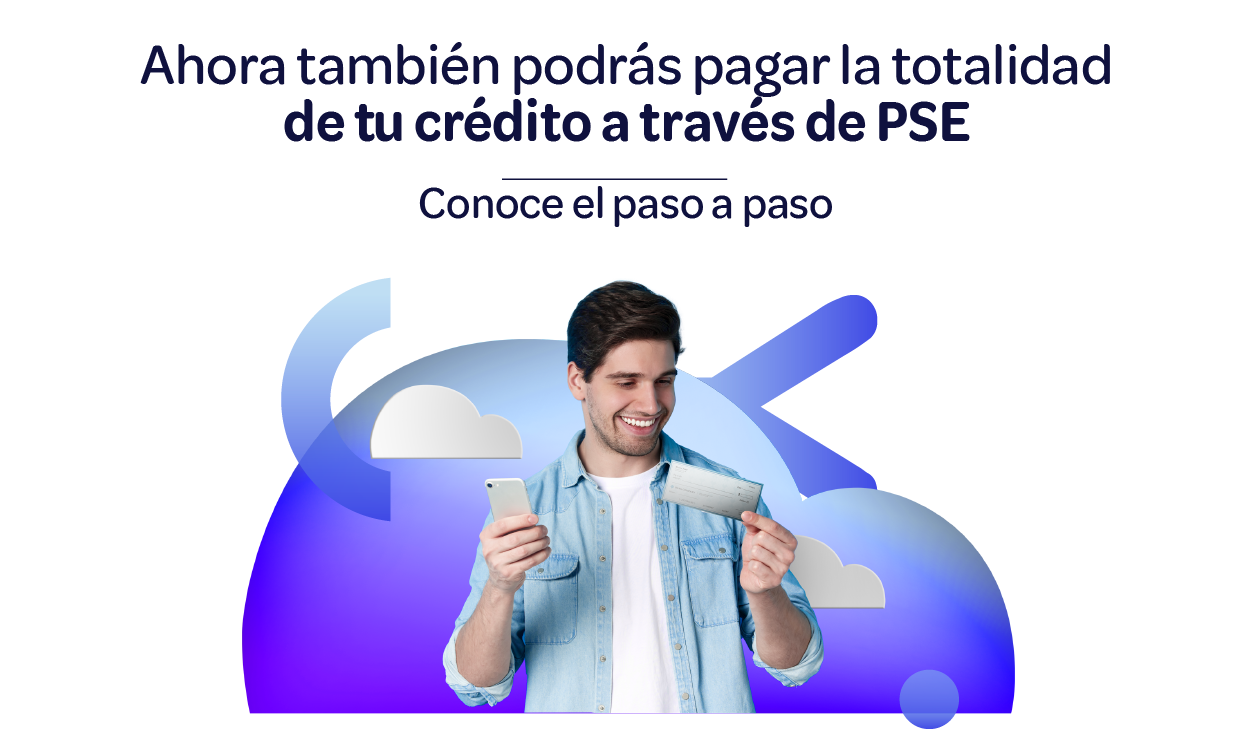 Ahora también podrás pagar la totalidad
de tu crédito a través de PSE
Conoce el paso a paso